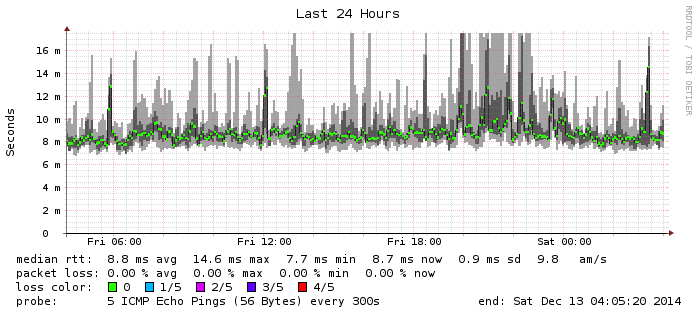 Last 24 Hours
RRDTOOL / TOBI OETIKER
Seconds
16 m
14 m
12 m
10 m
8 m
6 m
4 m
2 m
0
Fri 06:00 Fri 12:00 Fri 18:00 Sat 00:00
median rtt: 8.8 ms avg 14.6 ms max 7.7 ms min 8.7 ms now 0.9 ms sd 9.8 am/s
packet loss: 0.00 % avg 0.00 % max 0.00 % min 0.00 % now
loss color: 0 1/5 2/5 3/5 4/5
probe: 5 ICMP Echo Pings (56 Bytes) every 300s end: Sat Dec 13 04:05:20 2014